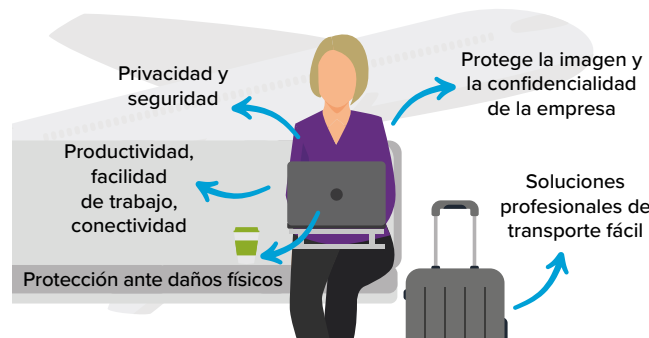 Privacidad y
seguridad
Protege la imagen y
la confidencialidad
de la empresa
Productividad,
facilidad
de trabajo,
conectividad
Soluciones
profesionales de
transporte fácil
Protección ante daños físicos